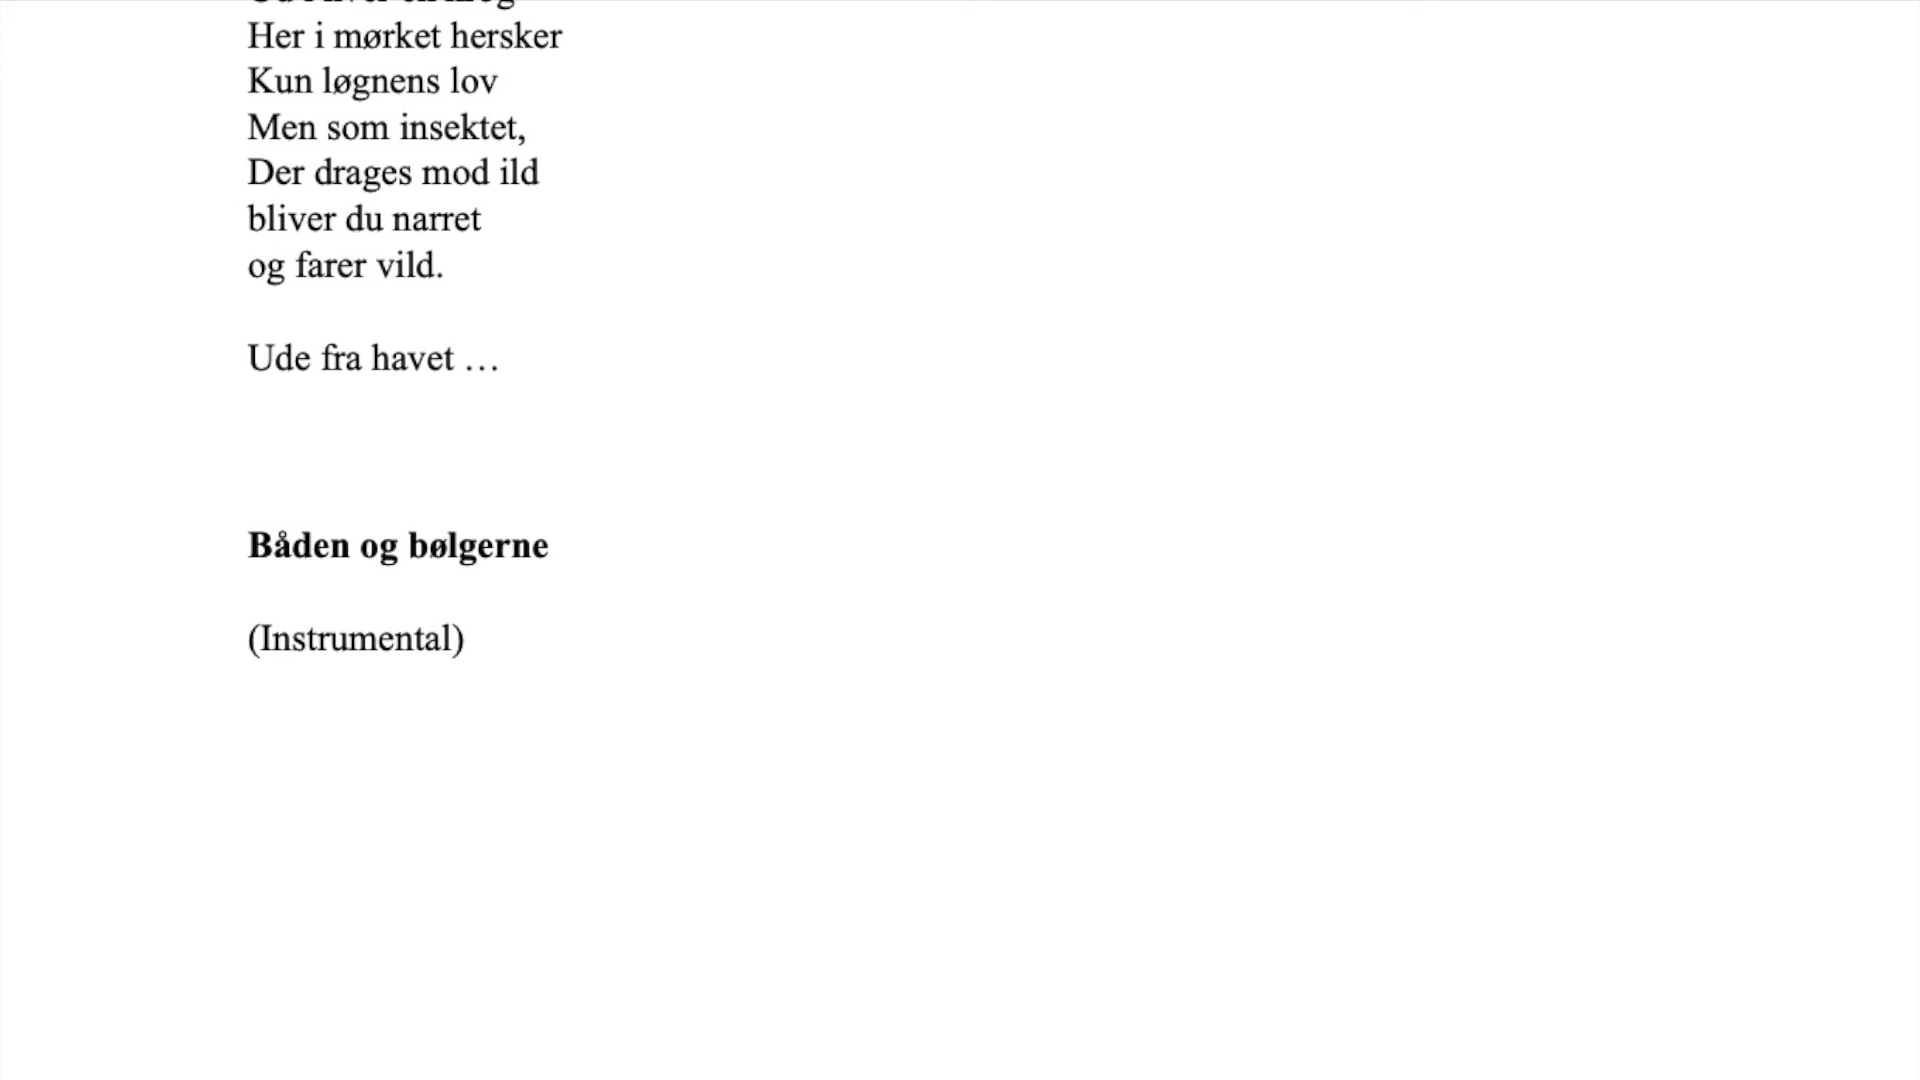 Her i mørket hersker
Kun løgnens lov
Men som insektet,
Der drages mod ild
bliver du narret
og farer vild.
Ude fra havet …
Båden og bølgerne
(Instrumental)